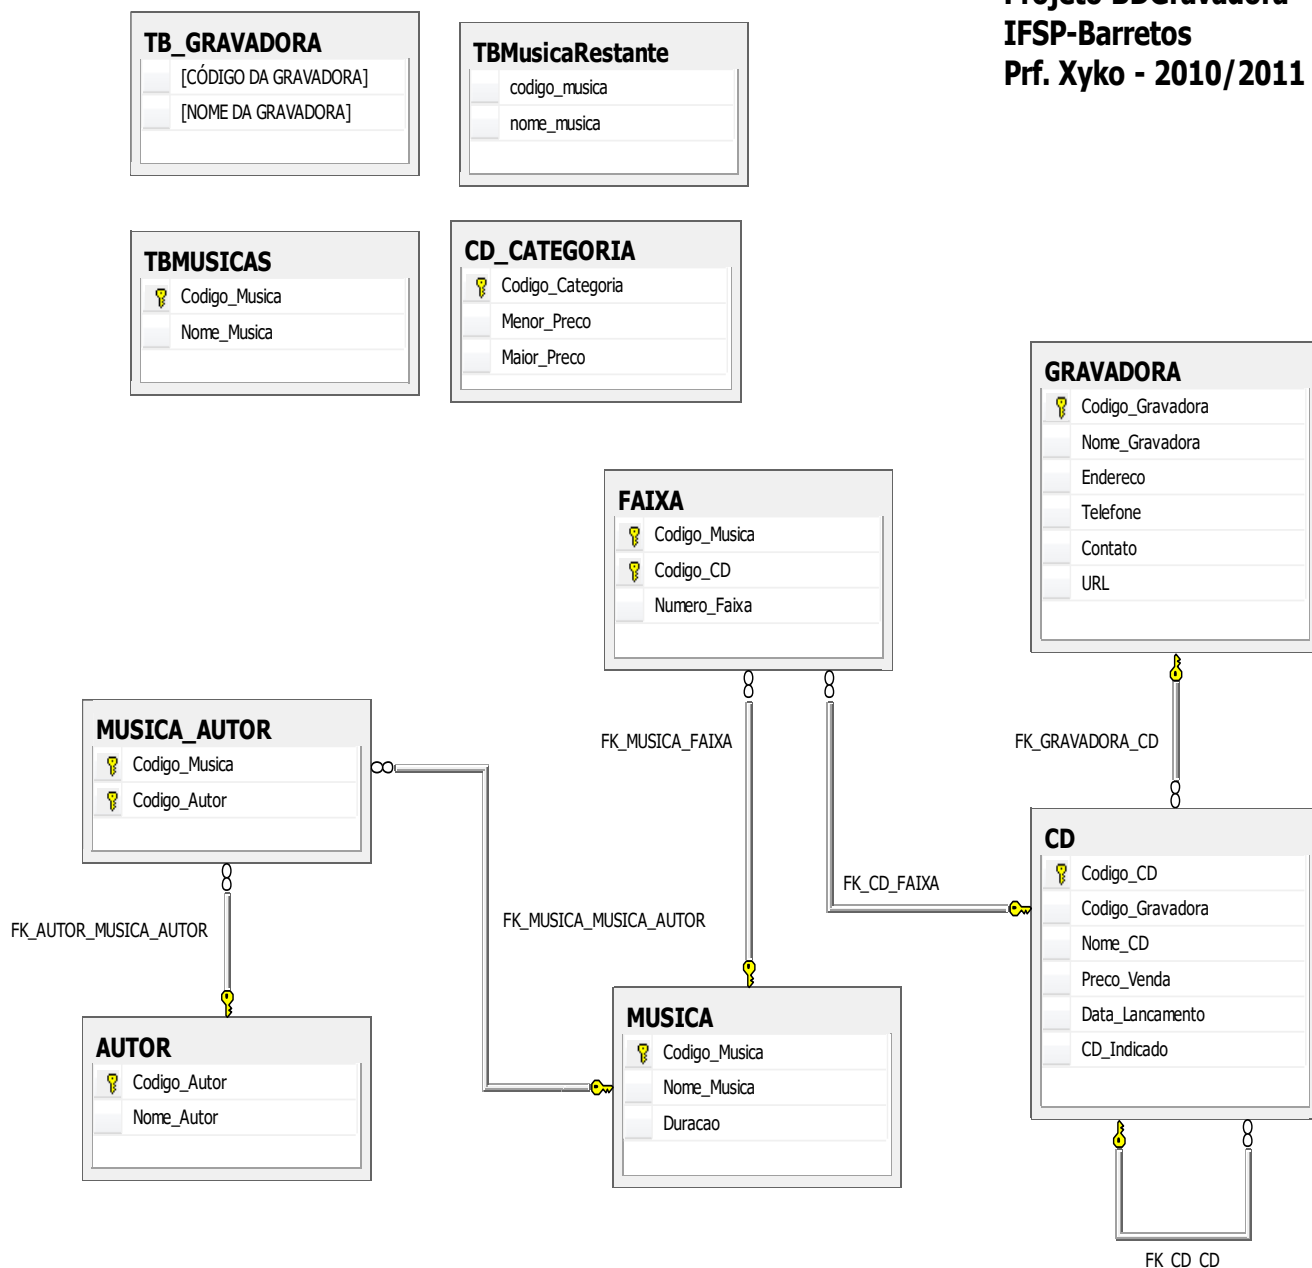 Projeto BDGravadora
IFSP-Barretos
Prf. Xyko - 2010/2011
TB_GRAVADORA
[CÓDIGO DA GRAVADORA]
[NOME DA GRAVADORA]
TBMusicaRestante
codigo_musica
nome_musica
TBMUSICAS
Codigo_Musica
Nome_Musica
CD_CATEGORIA
Codigo_Categoria
Menor_Preco
Maior_Preco
GRAVADORA
Codigo_Gravadora
Nome_Gravadora
Endereco
Telefone
Contato
URL
FAIXA
Codigo_Musica
Codigo_CD
Numero_Faixa
MUSICA_AUTOR
Codigo_Musica
Codigo_Autor
FK_MUSICA_FAIXA
FK_GRAVADORA_CD
CD
Codigo_CD
Codigo_Gravadora
Nome_CD
Preco_Venda
Data_Lancamento
CD_Indicado
FK_CD_FAIXA
FK_MUSICA_MUSICA_AUTOR
FK_AUTOR_MUSICA_AUTOR
AUTOR
Codigo_Autor
Nome_Autor
MUSICA
Codigo_Musica
Nome_Musica
Duracao
FK_CD_CD